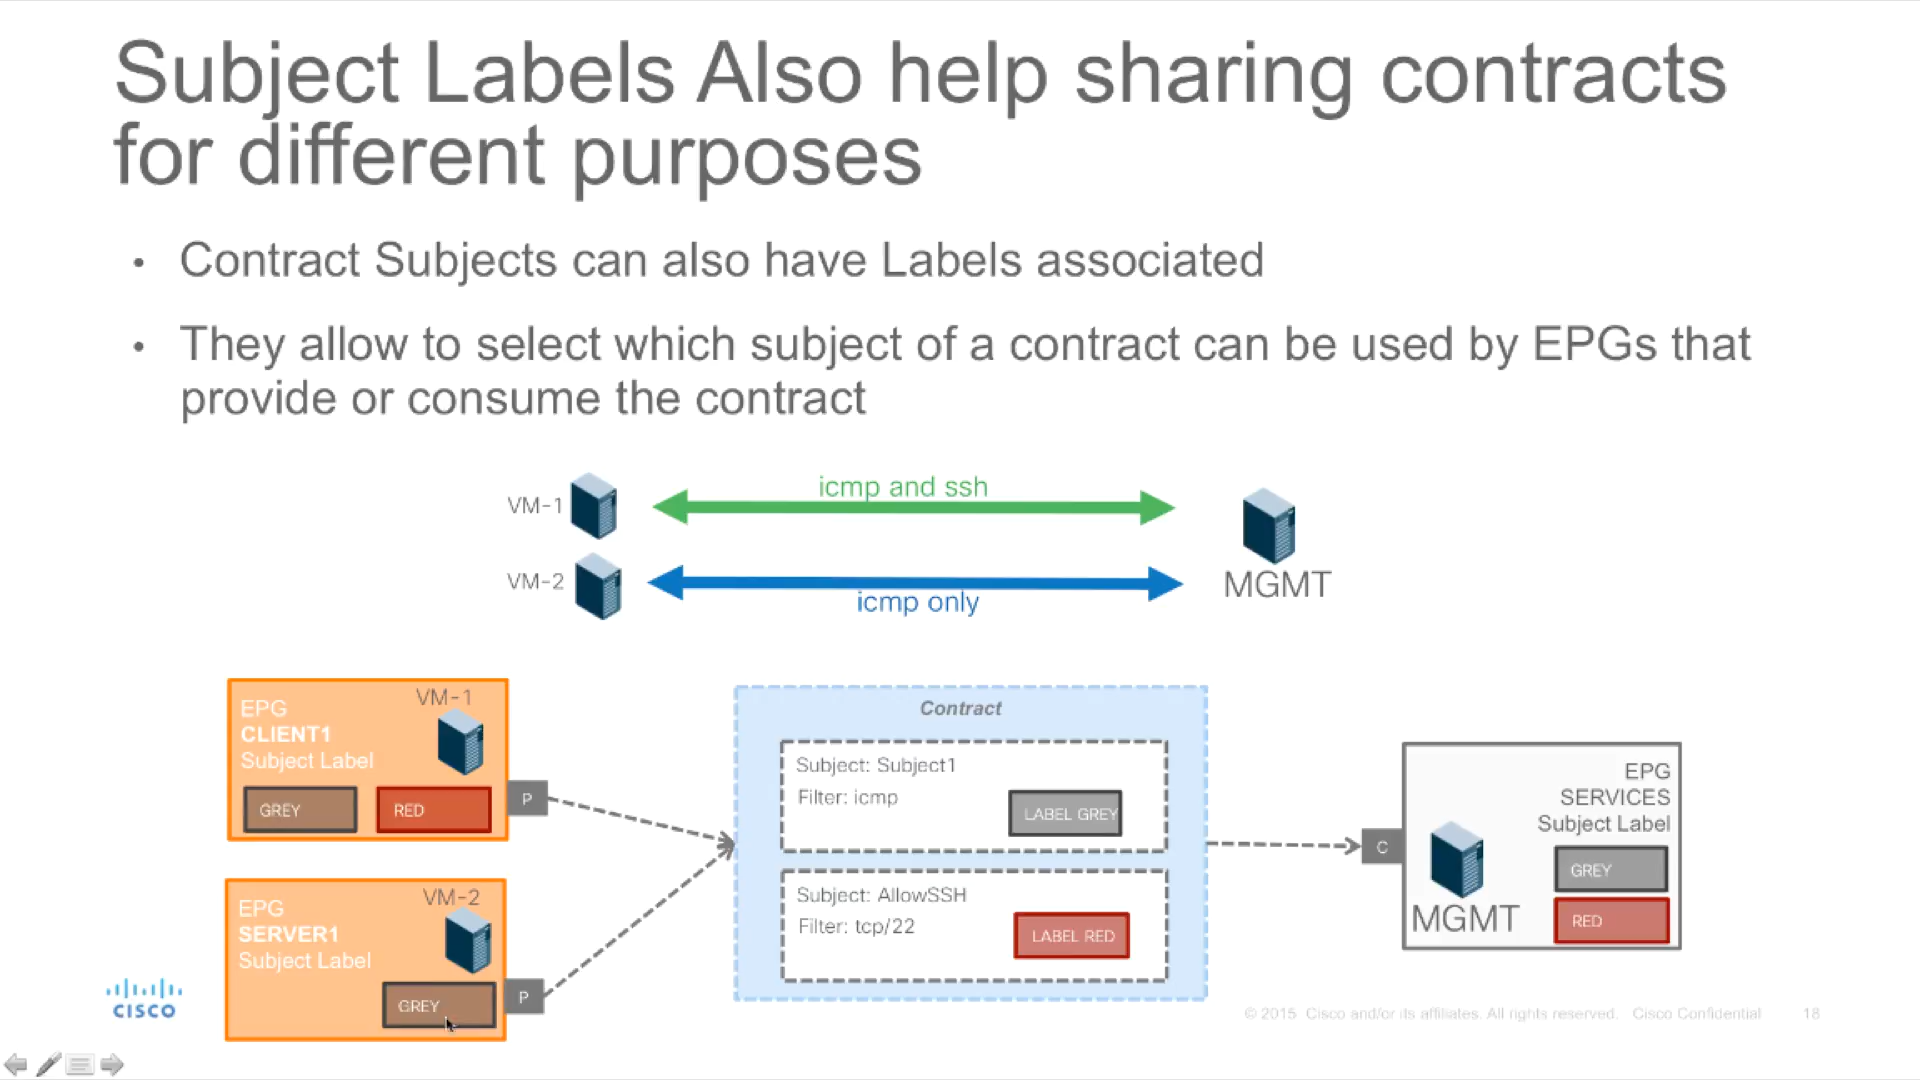 Subject Labels Also help sharing contracts
for different purposes
• Contract Subjects can also have Labels associated
• They allow to select which subject of a contract can be used by EPGs that
provide or consume the contract
VM-1
icmp and ssh
VM-2
icmp only
MGMT
EPG
CLIENT1
Subject Label
VM-1
GREY
RED
P
EPG
SERVER1
Subject Label
VM-2
GREY
P
Contract
Subject: Subject1
Filter: icmp
LABEL GREY
Subject: AllowSSH
Filter: tcp/22
LABEL RED
C
EPG
SERVICES
Subject Label
GREY
RED
MGMT
CISCO
© 2015 Cisco and/or its affiliates. All rights reserved. Cisco Confidential 18